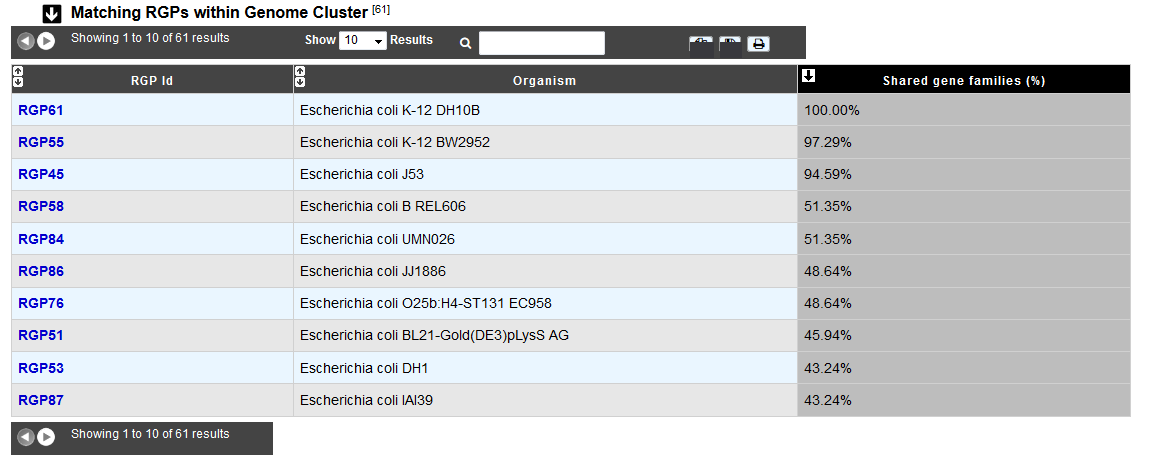 Matching RGPs within Genome Cluster [61]
Showing 1 to 10 of 61 results Show 10 Results
RGP Id Organism Shared gene families (%)
RGP61 Escherichia coli K-12 DH10B 100.00%
RGP55 Escherichia coli K-12 BW2952 97.29%
RGP45 Escherichia coli J53 94.59%
RGP58 Escherichia coli B REL606 51.35%
RGP84 Escherichia coli UMN026 51.35%
RGP86 Escherichia coli JJ1886 48.64%
RGP76 Escherichia coli O25b:H4-ST131 EC958 48.64%
RGP51 Escherichia coli BL21-Gold(DE3)pLysS AG 45.94%
RGP53 Escherichia coli DH1 43.24%
RGP87 Escherichia coli IAI39 43.24%
Showing 1 to 10 of 61 results